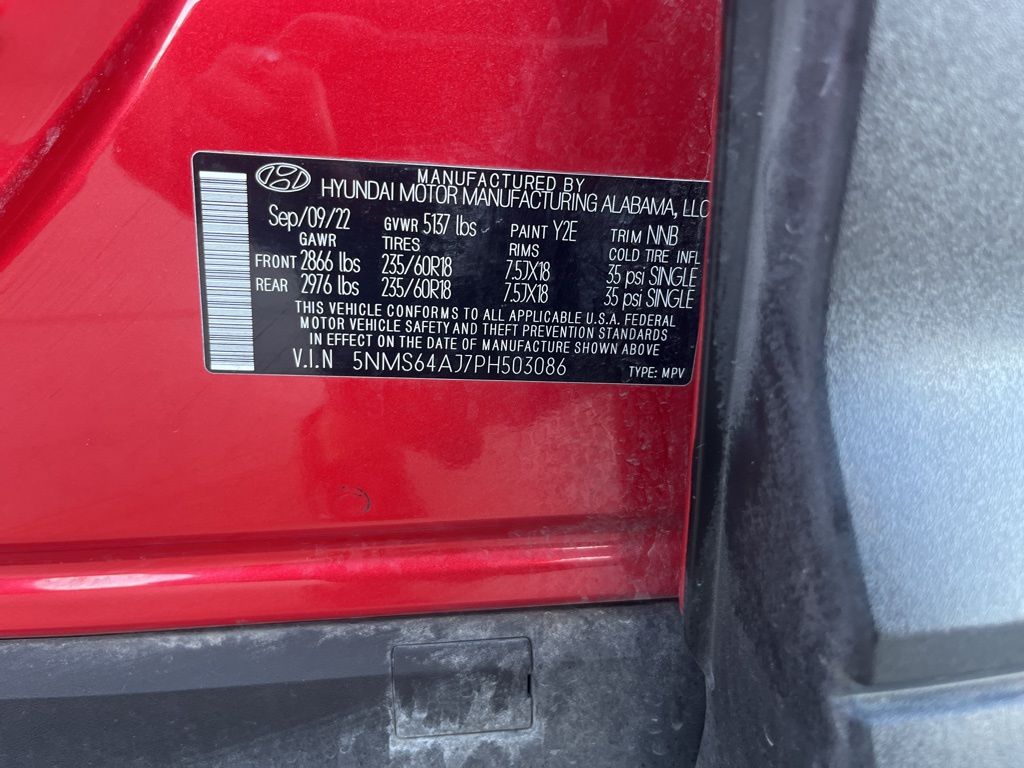 MANUFACTURED BY
HYUNDAI MOTOR MANUFACTURING ALABAMA, LLC
Sep/09/22 GVWR 5137 lbs PAINT Y2E TRIM NNB
GAWR TIRES RIMS COLD TIRE INFL
FRONT 2866 lbs 235/60R18 7.5JX18 35 psi SINGLE
REAR 2976 lbs 235/60R18 7.5JX18 35 psi SINGLE
THIS VEHICLE CONFORMS TO ALL APPLICABLE U.S.A. FEDERAL
MOTOR VEHICLE SAFETY AND THEFT PREVENTION STANDARDS
IN EFFECT ON THE DATE OF MANUFACTURE SHOWN ABOVE
V.I.N 5NMS64AJ7PH503086 TYPE: MPV